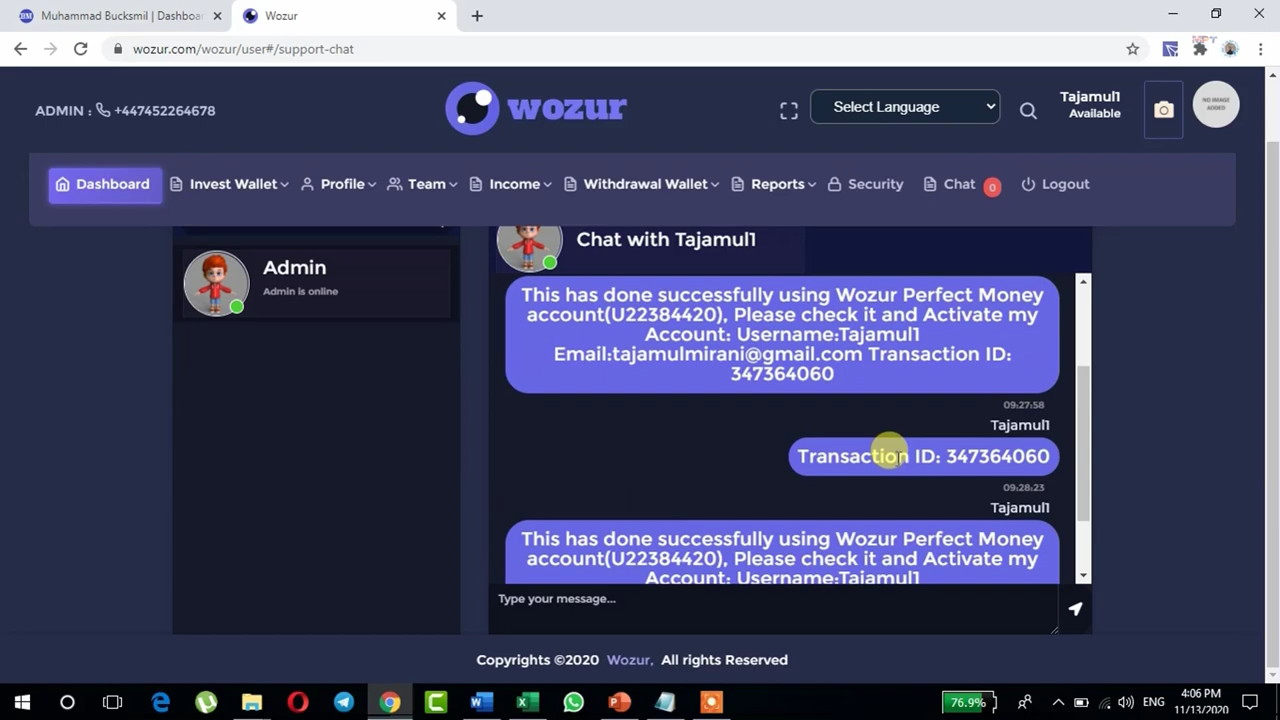 Muhammad Bucksmil | Dashboar
Wozur
wozur.com/wozur/user#/support-chat
ADMIN : +447452264678
wozur
Select Language
Tajamul1
Available
NO IMAGE
ADDED
Dashboard
Invest Wallet
Profile
Team
Income
Withdrawal Wallet
Reports
Security
Chat
0
Logout
Admin
Admin is online
Chat with Tajamul1
This has done successfully using Wozur Perfect Money
account(U22384420), Please check it and Activate my
Account: Username:Tajamul1
Email:tajamulmirani@gmail.com Transaction ID:
347364060
09:27:58
Tajamul1
Transaction ID: 347364060
09:28:23
Tajamul1
This has done successfully using Wozur Perfect Money
account(U22384420), Please check it and Activate my
Account: Username:Tajamul1
Type your message...
Copyrights ©2020 Wozur, All rights Reserved
76.9%
ENG
4:06 PM
11/13/2020